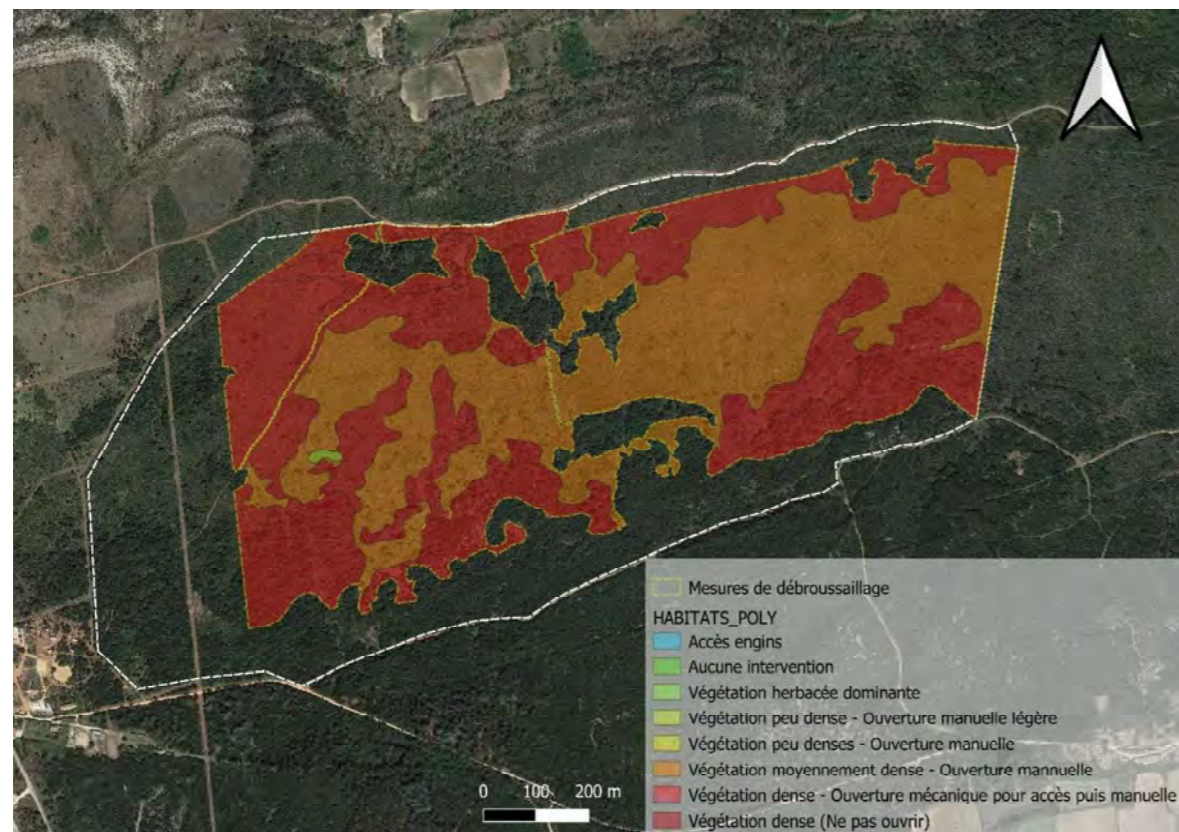 0 100 200 m
Mesures de débroussaillage
HABITATS_POLY
Accès engins
Aucune intervention
Végétation herbacée dominante
Végétation peu dense - Ouverture manuelle légère
Végétation peu denses - Ouverture manuelle
Végétation moyennement dense - Ouverture mannuelle
Végétation dense - Ouverture mécanique pour accès puis manuelle
Végétation dense (Ne pas ouvrir)